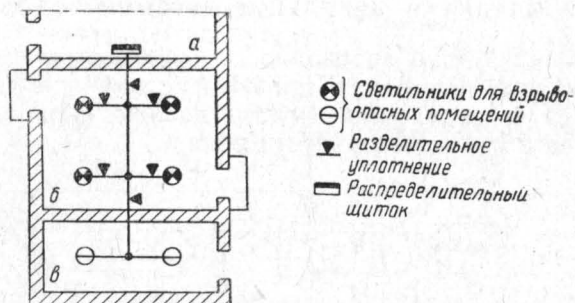 а
Светильники для взрыво-
опасных помещений
Разделительное
уплотнение
Распределительный
щиток
б
в